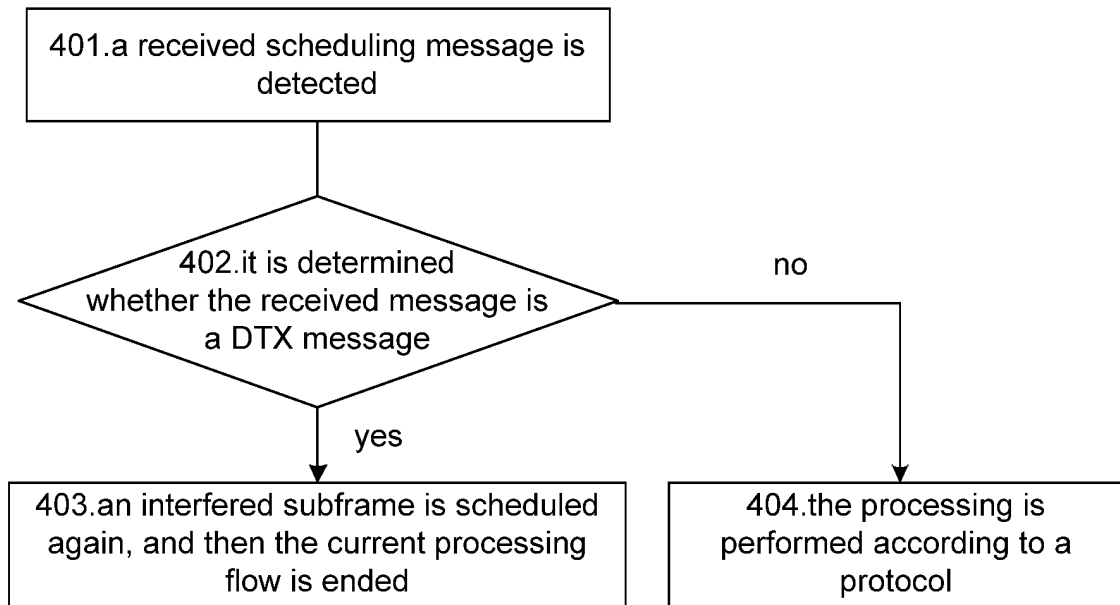 401.a received scheduling message is
detected
402.it is determined
whether the received message is
a DTX message
no
yes
403.an interfered subframe is scheduled
again, and then the current processing
flow is ended
404.the processing is
performed according to a
protocol